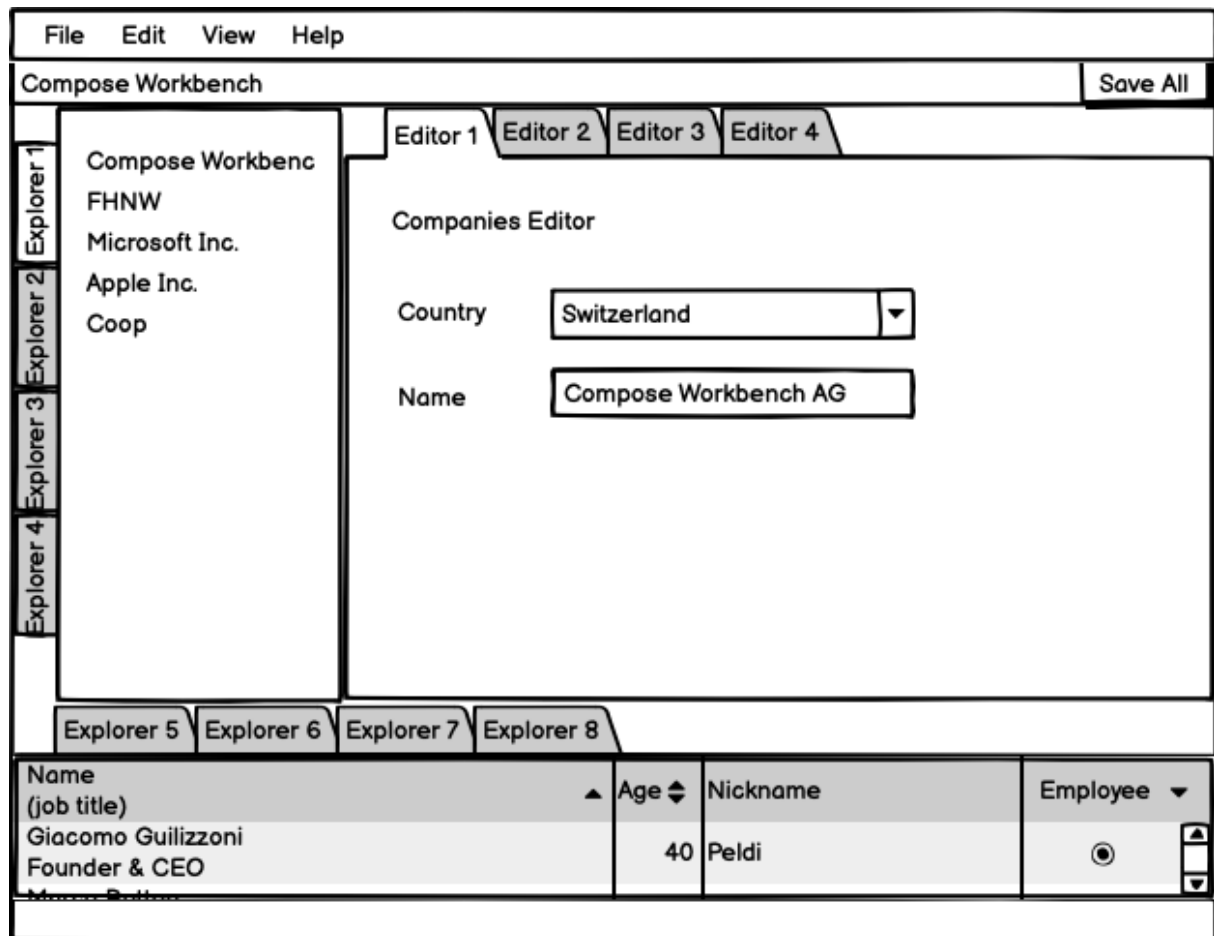 File Edit View Help
Compose Workbench Save All
Editor 1 Editor 2 Editor 3 Editor 4
Explorer 1
Explorer 2
Explorer 3
Explorer 4
Compose Workbenc
FHNW
Microsoft Inc.
Apple Inc.
Coop
Companies Editor
Country Switzerland
Name Compose Workbench AG
Explorer 5 Explorer 6 Explorer 7 Explorer 8
Name
(job title) Age Nickname Employee
Giacomo Guilizzoni
Founder & CEO 40 Peldi